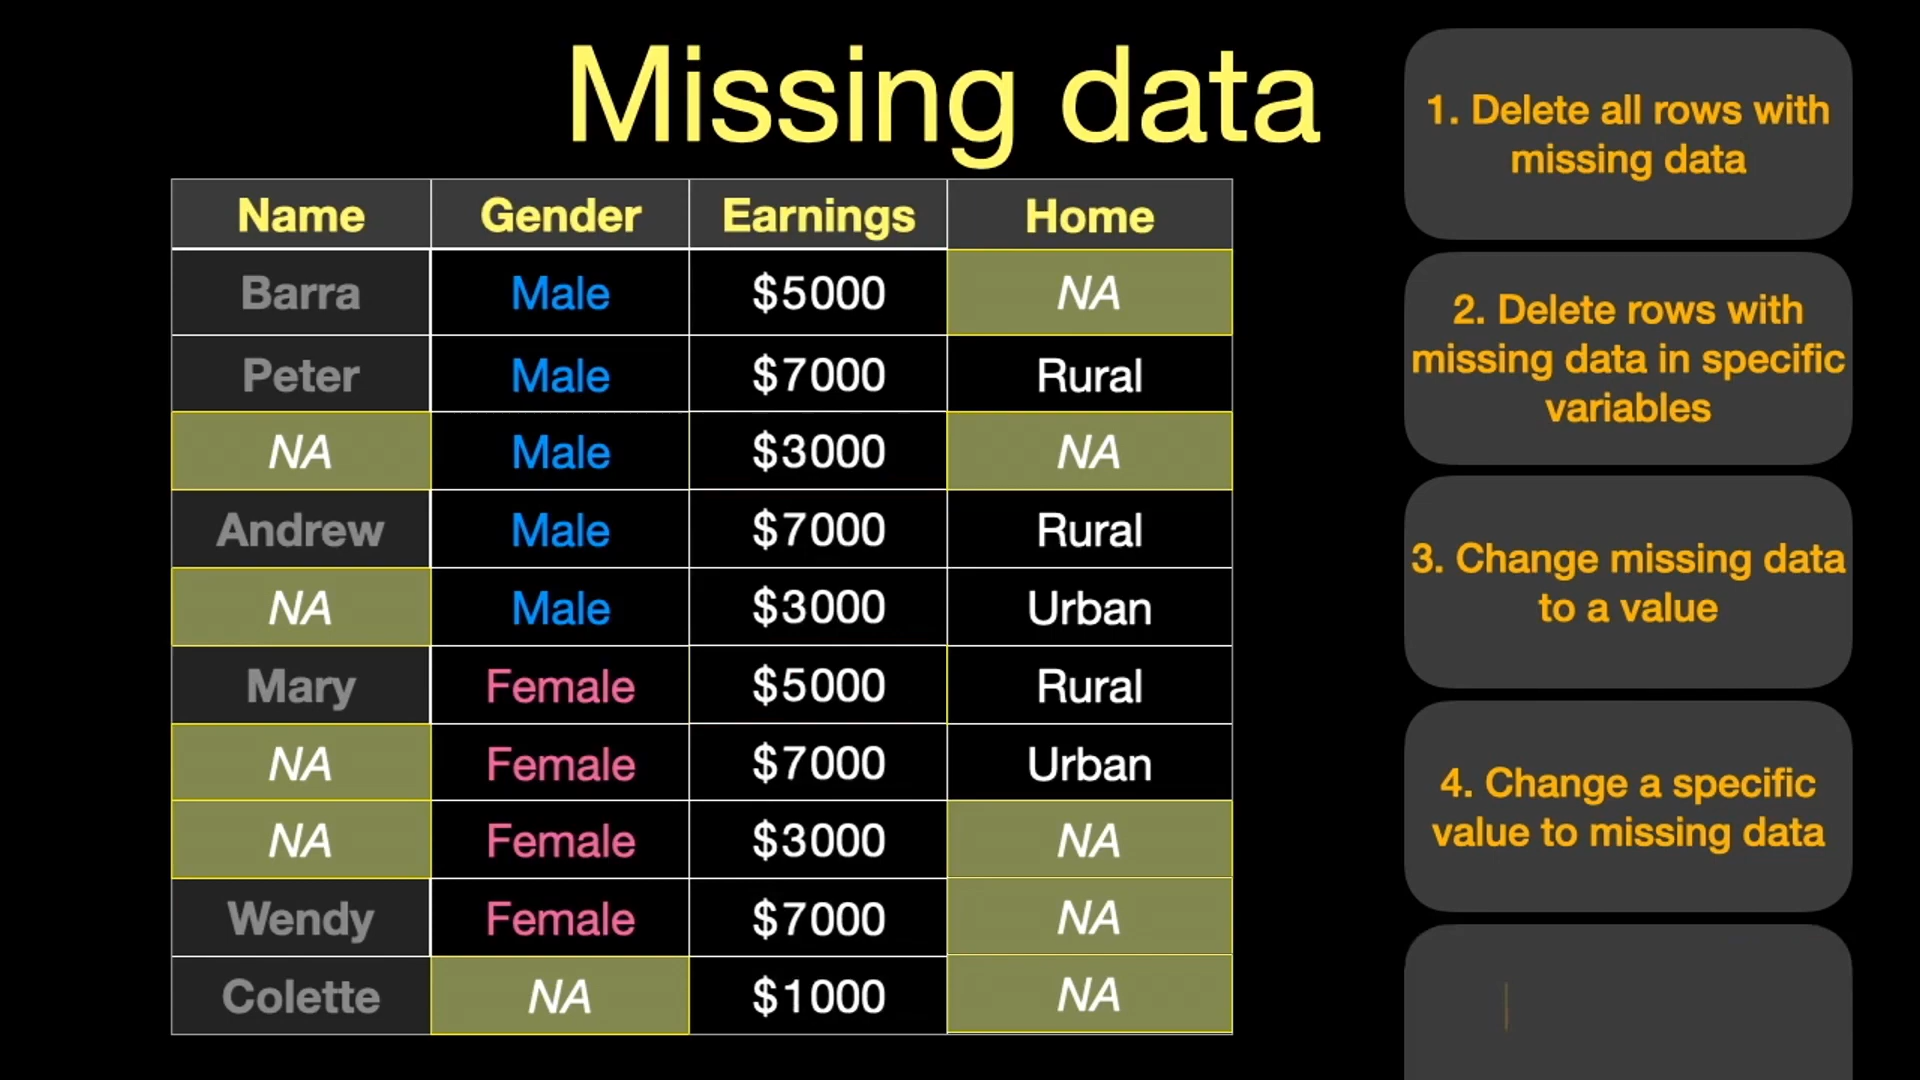 Missing data
Name Gender Earnings Home
Barra Male $5000 NA
Peter Male $7000 Rural
NA Male $3000 NA
Andrew Male $7000 Rural
NA Male $3000 Urban
Mary Female $5000 Rural
NA Female $7000 Urban
NA Female $3000 NA
Wendy Female $7000 NA
Colette NA $1000 NA
1. Delete all rows with
missing data
2. Delete rows with
missing data in specific
variables
3. Change missing data
to a value
4. Change a specific
value to missing data